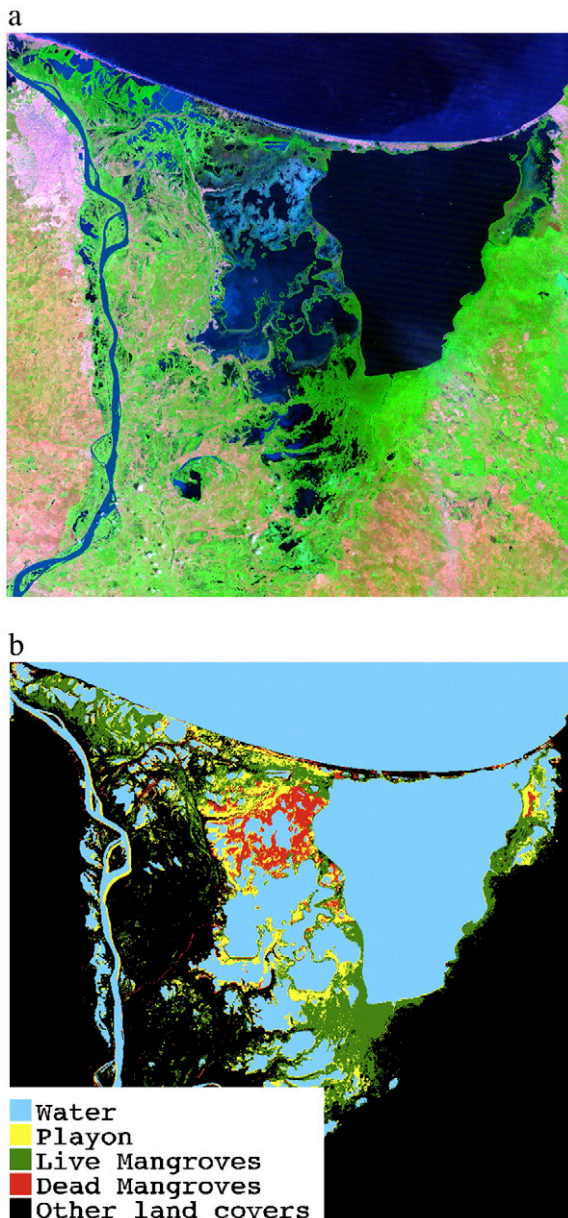 a
b
Water
Playon
Live Mangroves
Dead Mangroves
Other land covers